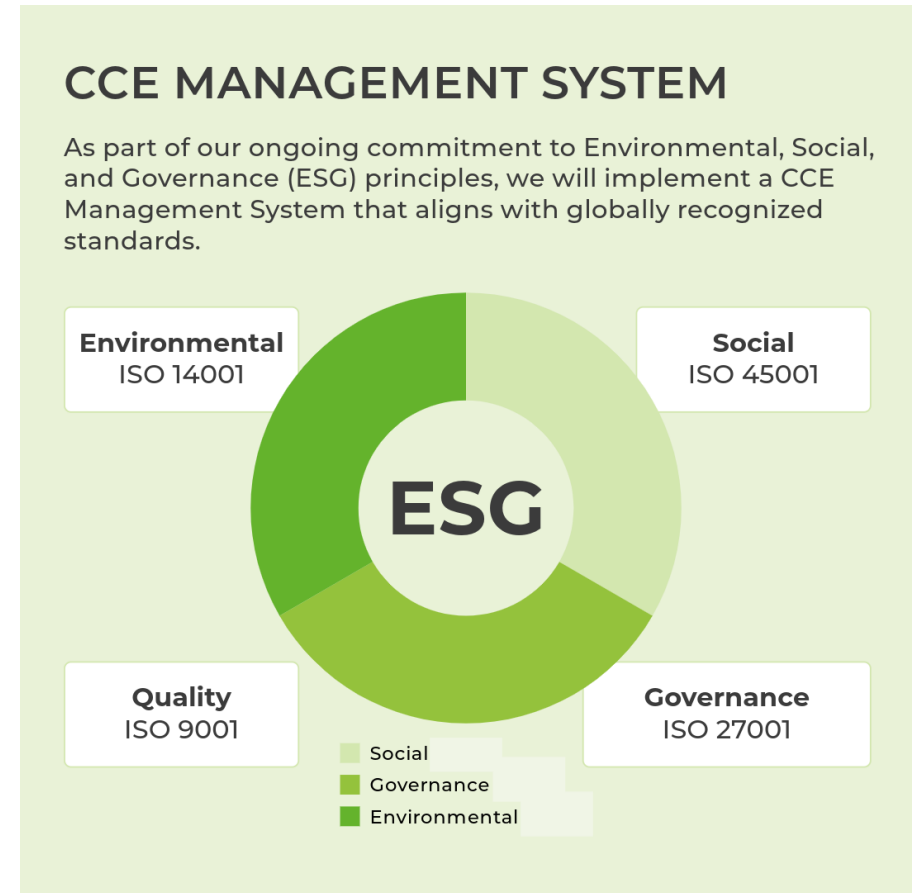 CCE MANAGEMENT SYSTEM
As part of our ongoing commitment to Environmental, Social,
and Governance (ESG) principles, we will implement a CCE
Management System that aligns with globally recognized
standards.
Environmental
ISO 14001
Social
ISO 45001
ESG
Quality
ISO 9001
Governance
ISO 27001
Social
Governance
Environmental